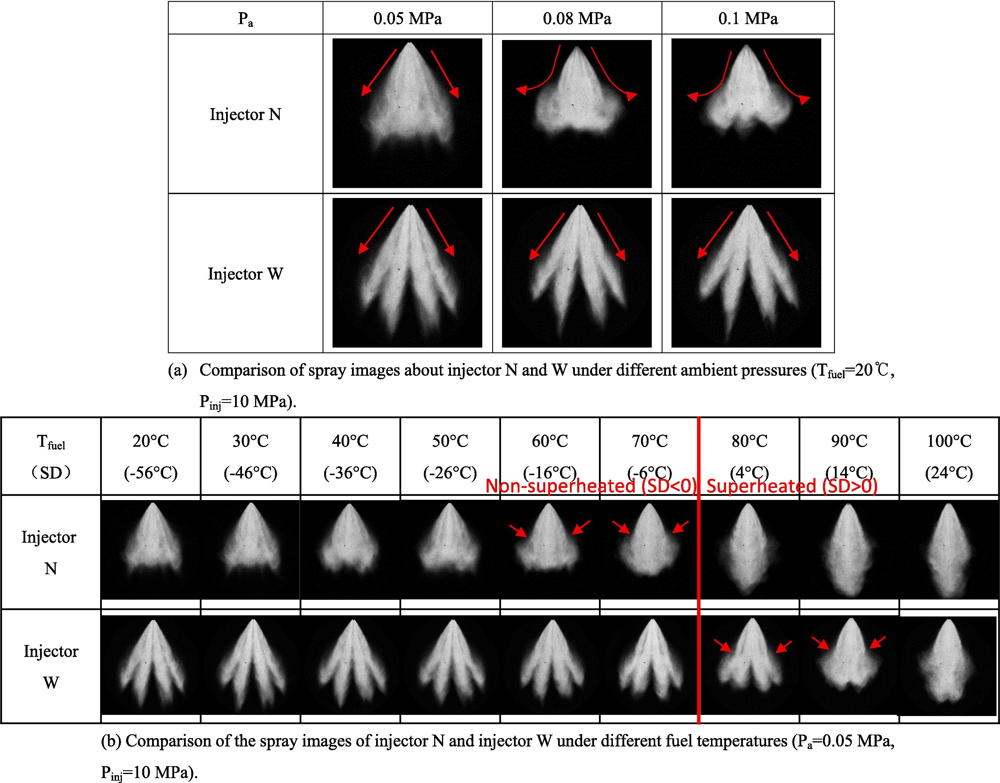 Pa 0.05 MPa 0.08 MPa 0.1 MPa
Injector N
Injector W
(a) Comparison of spray images about injector N and W under different ambient pressures (Tfuel=20℃,
Pinj=10 MPa).
Tfuel 20°C 30°C 40°C 50°C 60°C 70°C 80°C 90°C 100°C
（SD） (-56°C) (-46°C) (-36°C) (-26°C) (-16°C) (-6°C) (4°C) (14°C) (24°C)
Non-superheated (SD<0) Superheated (SD>0)
Injector
N
Injector
W
(b) Comparison of the spray images of injector N and injector W under different fuel temperatures (Pa=0.05 MPa,
Pinj=10 MPa).